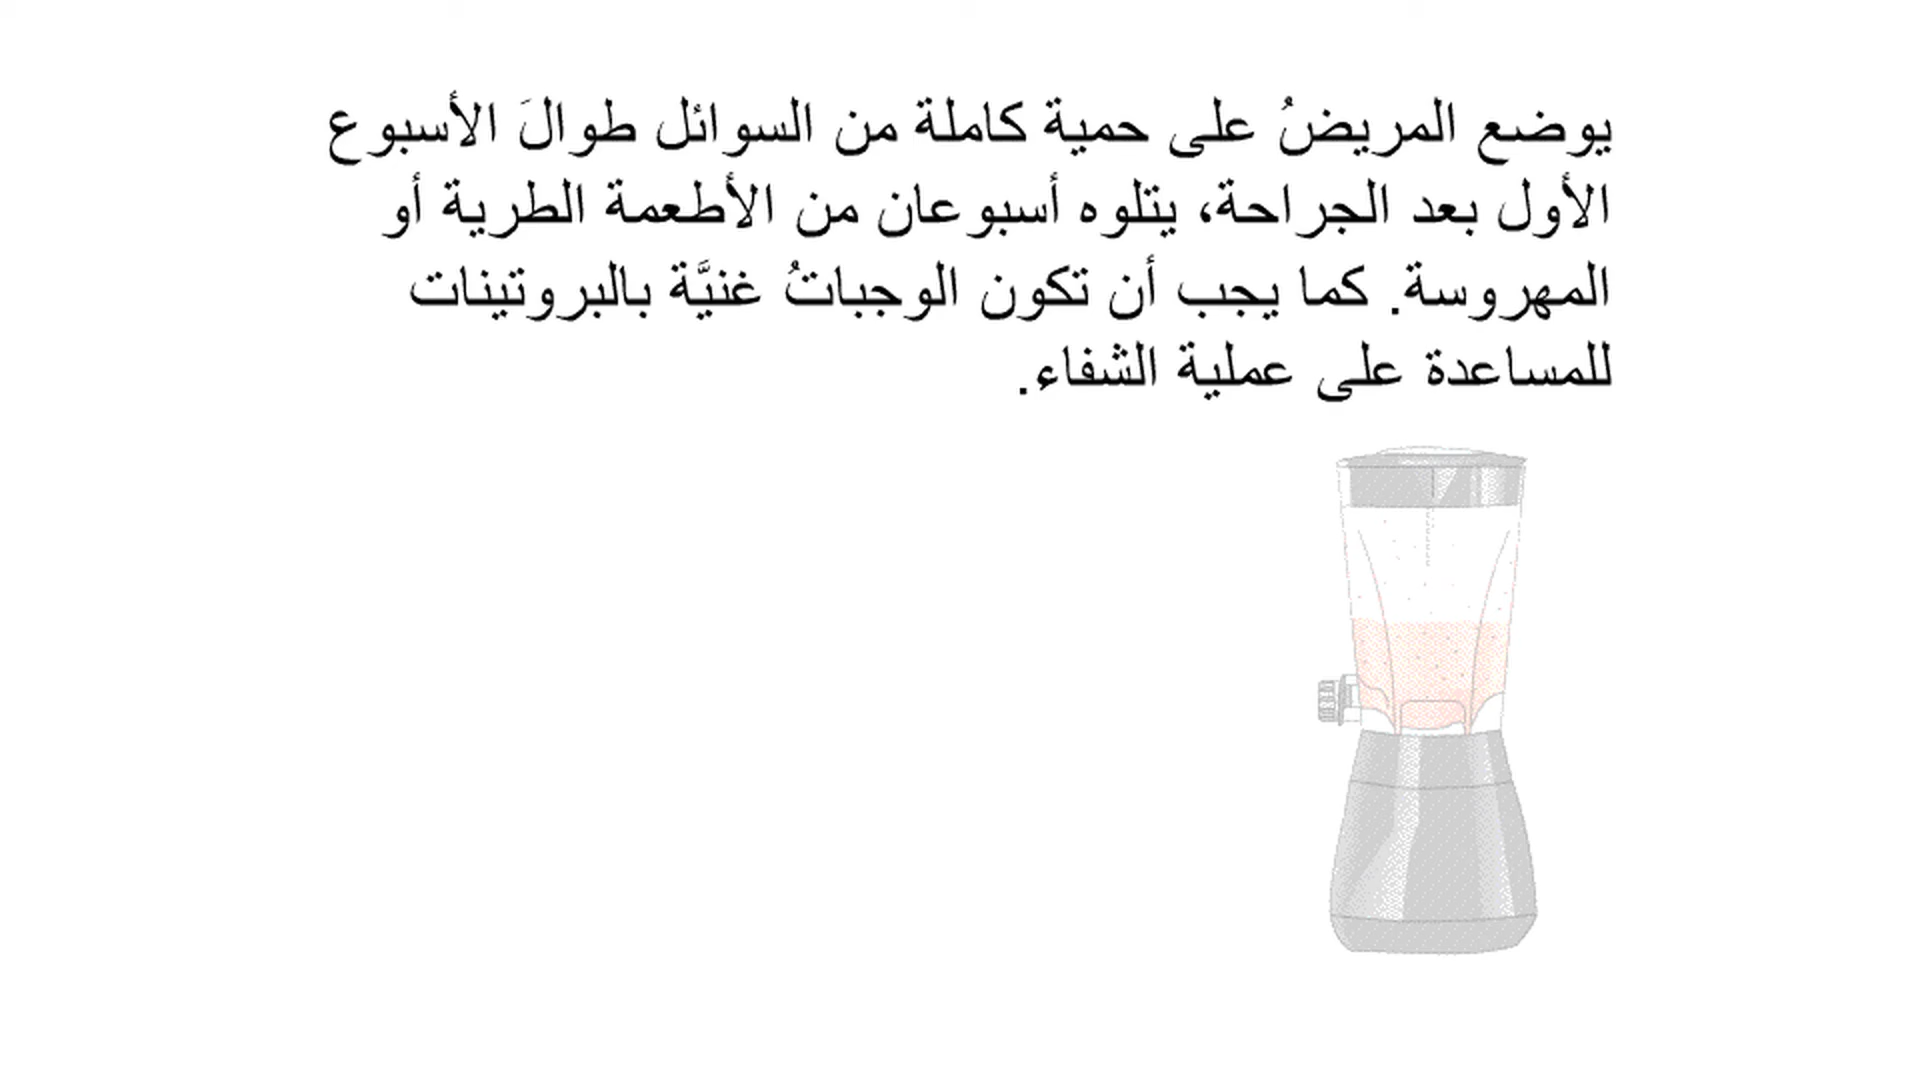 يوضع المريضُ على حمية كاملة من السوائل طوالَ الأسبوع
الأول بعد الجراحة، يتلوه أسبوعان من الأطعمة الطرية أو
المهروسة. كما يجب أن تكون الوجباتُ غنيَّة بالبروتينات
للمساعدة على عملية الشفاء.